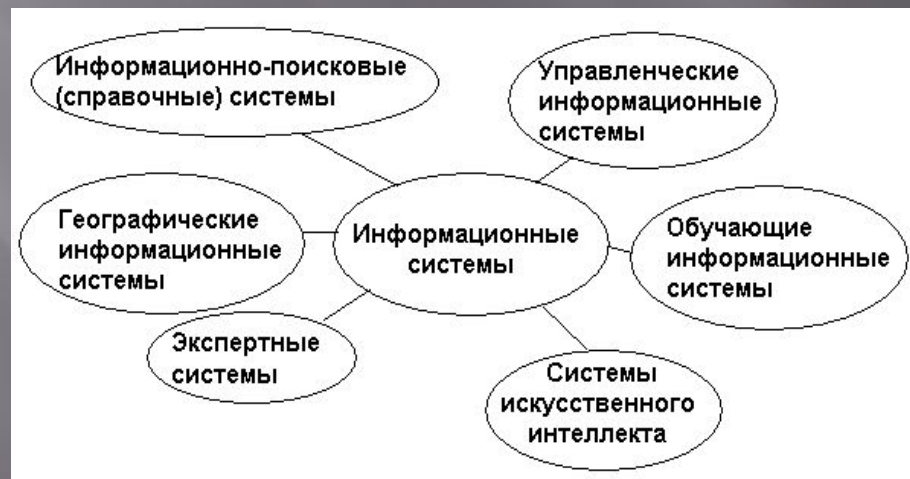 Информационно-поисковые
(справочные) системы
Управленческие
информационные
системы
Географические
информационные
системы
Информационные
системы
Обучающие
информационные
системы
Экспертные
системы
Системы
искусственного
интеллекта